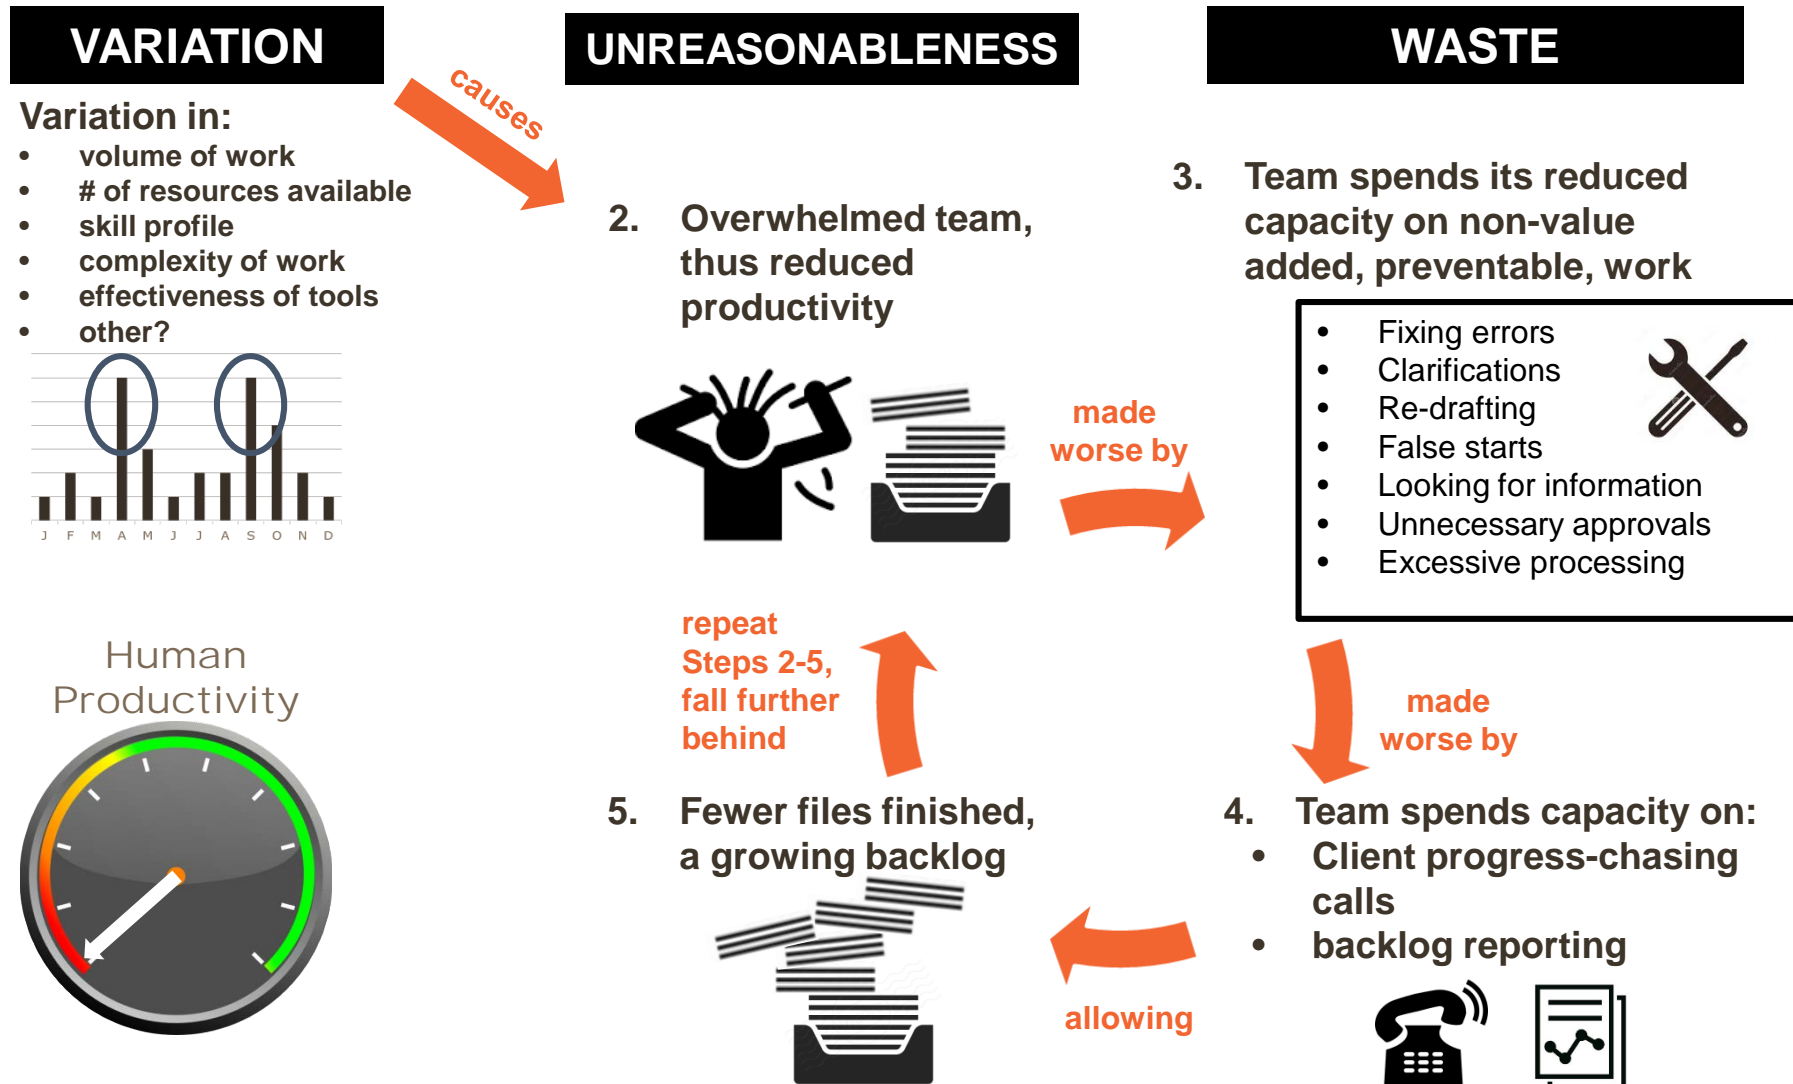 VARIATION
Variation in:
• volume of work
• # of resources available
• skill profile
• complexity of work
• effectiveness of tools
• other?
J F M A M J J A S O N D
Human
Productivity
causes
UNREASONABLENESS
2. Overwhelmed team,
thus reduced
productivity
made
worse by
WASTE
3. Team spends its reduced
capacity on non-value
added, preventable, work
• Fixing errors
• Clarifications
• Re-drafting
• False starts
• Looking for information
• Unnecessary approvals
• Excessive processing
made
worse by
4. Team spends capacity on:
• Client progress-chasing
calls
• backlog reporting
allowing
5. Fewer files finished,
a growing backlog
repeat
Steps 2-5,
fall further
behind